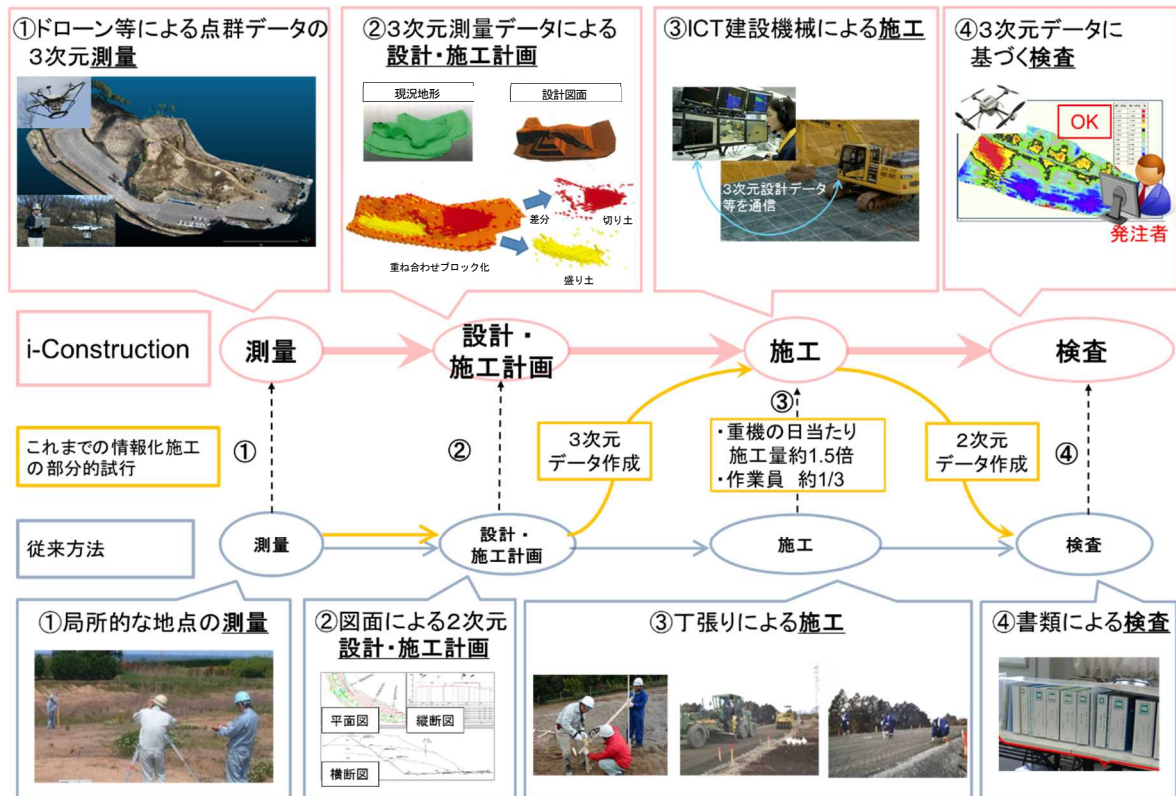 ①ドローン等による点群データの
３次元測量
②３次元測量データによる
設計・施工計画
現況地形
設計図面
差分
切り土
重ね合わせブロック化
盛り土
③ICT建設機械による施工
３次元設計データ
等を通信
④３次元データに
基づく検査
OK
発注者
i-Construction
測量
設計・
施工計画
施工
検査
これまでの情報化施工
の部分的試行
①
②
３次元
データ作成
③
・重機の日当たり
施工量約1.5倍
・作業員 約1/3
２次元
データ作成
④
従来方法
測量
設計・
施工計画
施工
検査
①局所的な地点の測量
②図面による２次元
設計・施工計画
平面図
縦断図
横断図
③丁張りによる施工
④書類による検査